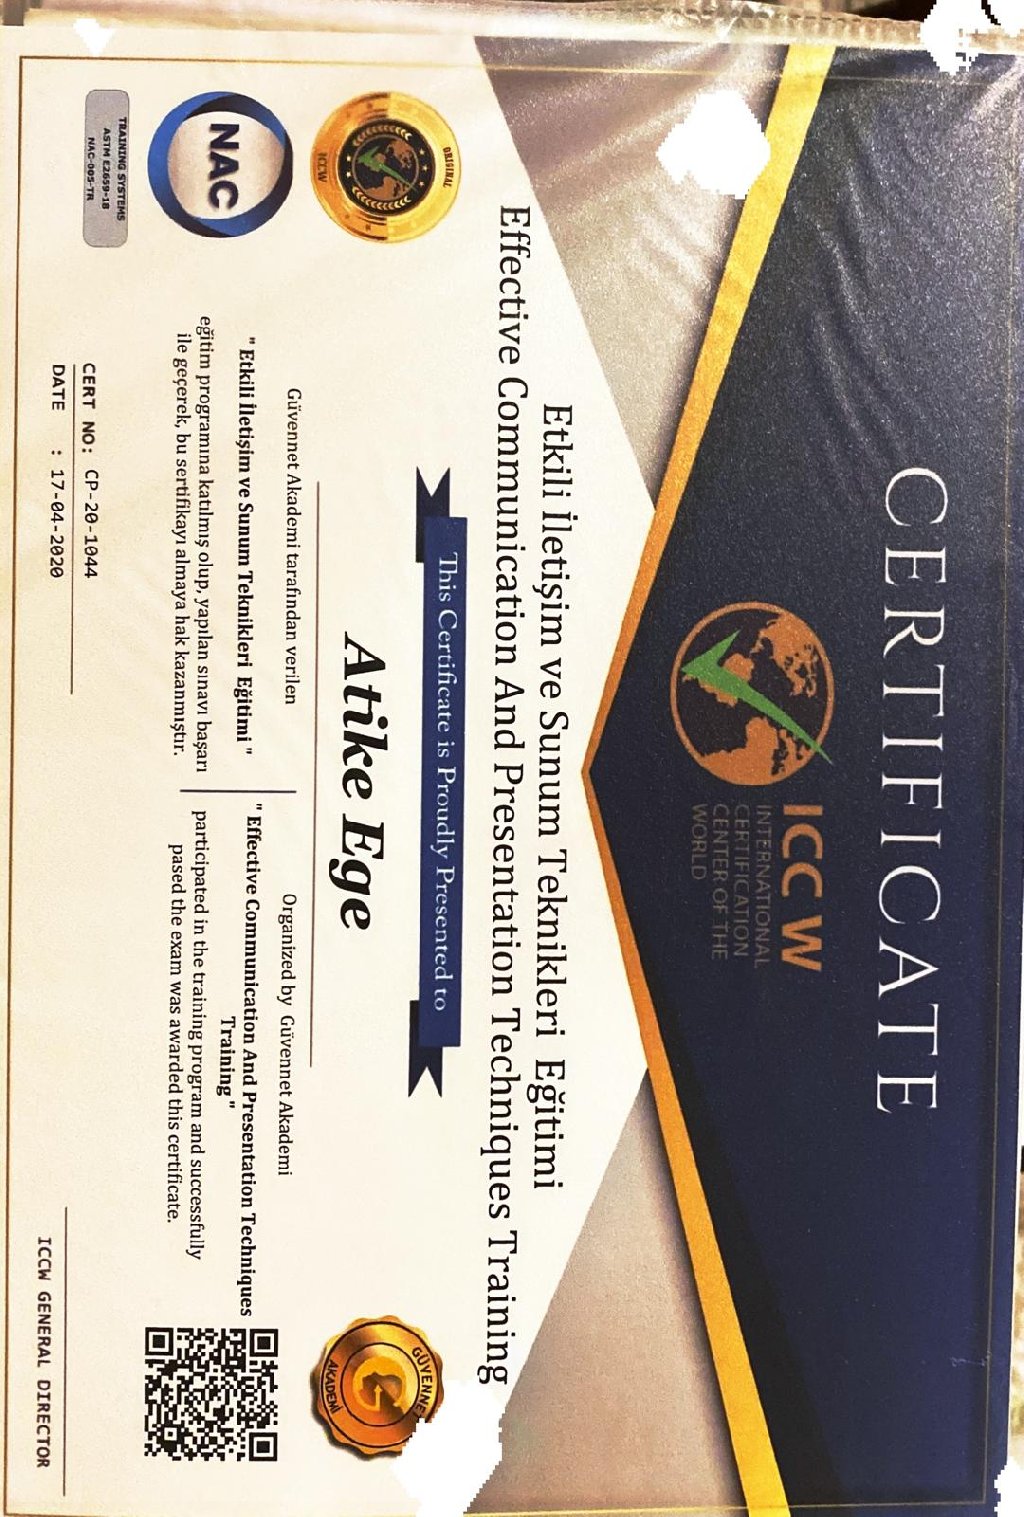 CERTIFICATE
ICCW
INTERNATIONAL
CERTIFICATION
CENTER OF THE
WORLD
Etkili İletişim ve Sunum Teknikleri Eğitimi
Effective Communication And Presentation Techniques Training
This Certificate is Proudly Presented to
Atike Ege
Güvennet Akademi tarafından verilen
" Etkili İletişim ve Sunum Teknikleri Eğitimi "
eğitim programına katılmış olup, yapılan sınavı başarı
ile geçerek, bu sertifikayı almaya hak kazanmıştır.
Organized by Güvennet Akademi
" Effective Communication And Presentation Techniques
Training "
participated in the training program and successfully
pased the exam was awarded this certificate.
ORIGINAL
ICCW
NAC
TRAINING SYSTEMS
ASTM E2659-18
NAC-005-TR
GÜVENNET
AKADEMİ
CERT NO: CP-20-1044
DATE : 17-04-2020
ICCW GENERAL DIRECTOR